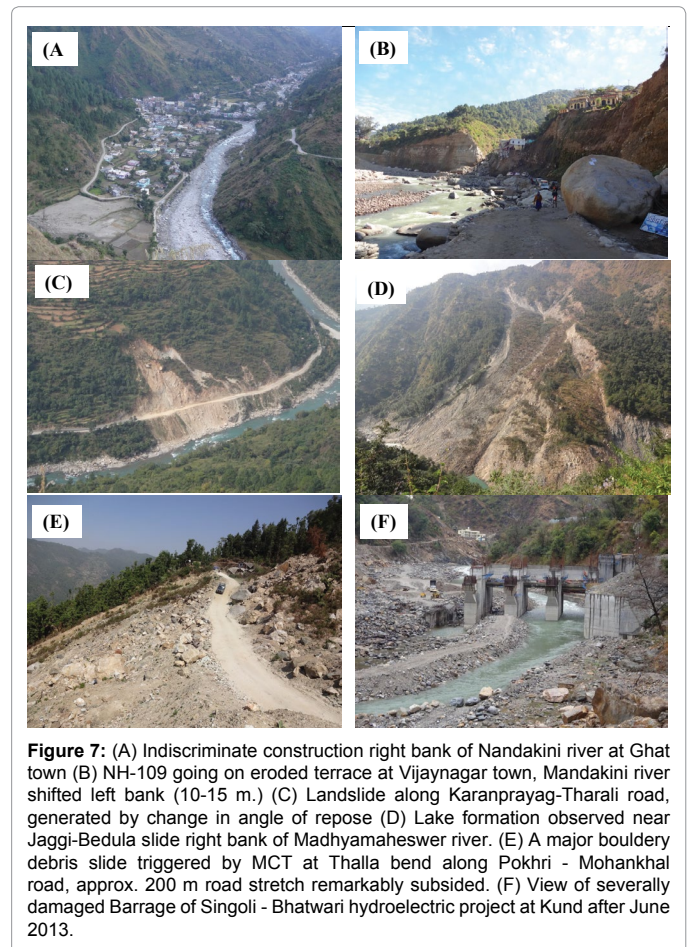 (A
(B)
(C)
(D)
(E)
(F)
Figure 7: (A) Indiscriminate construction right bank of Nandakini river at Ghat
town (B) NH-109 going on eroded terrace at Vijaynagar town, Mandakini river
shifted left bank (10-15 m.) (C) Landslide along Karanprayag-Tharali road,
generated by change in angle of repose (D) Lake formation observed near
Jaggi-Bedula slide right bank of Madhyamaheswer river. (E) A major bouldery
debris slide triggered by MCT at Thalla bend along Pokhri - Mohankhal
road, approx. 200 m road stretch remarkably subsided. (F) View of severally
damaged Barrage of Singoli - Bhatwari hydroelectric project at Kund after June
2013.